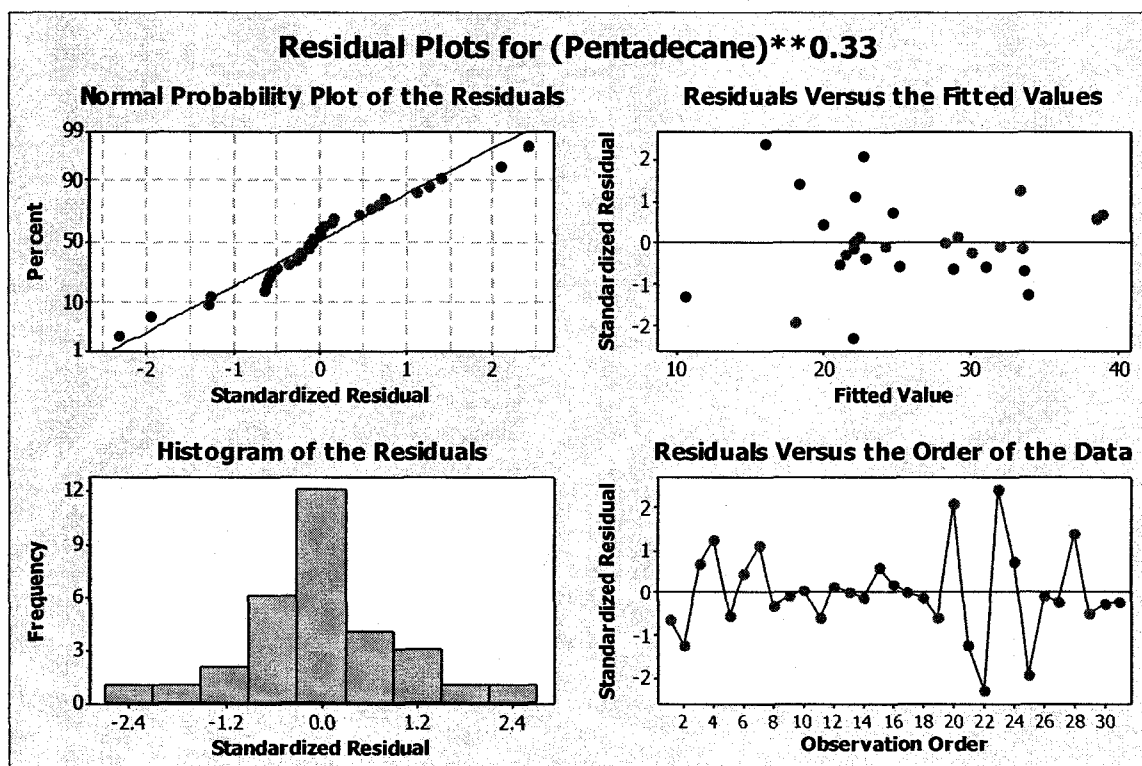 Residual Plots for (Pentadecane)**0.33
Normal Probability Plot of the Residuals
99
90
50
10
1
Percent
-2
-1
0
1
2
Standardized Residual
Residuals Versus the Fitted Values
2
1
0
-1
-2
Standardized Residual
10
20
30
40
Fitted Value
Histogram of the Residuals
12
9
6
3
0
Frequency
-2.4
-1.2
0.0
1.2
2.4
Standardized Residual
Residuals Versus the Order of the Data
2
1
0
-1
-2
Standardized Residual
2 4 6 8 10 12 14 16 18 20 22 24 26 28 30
Observation Order